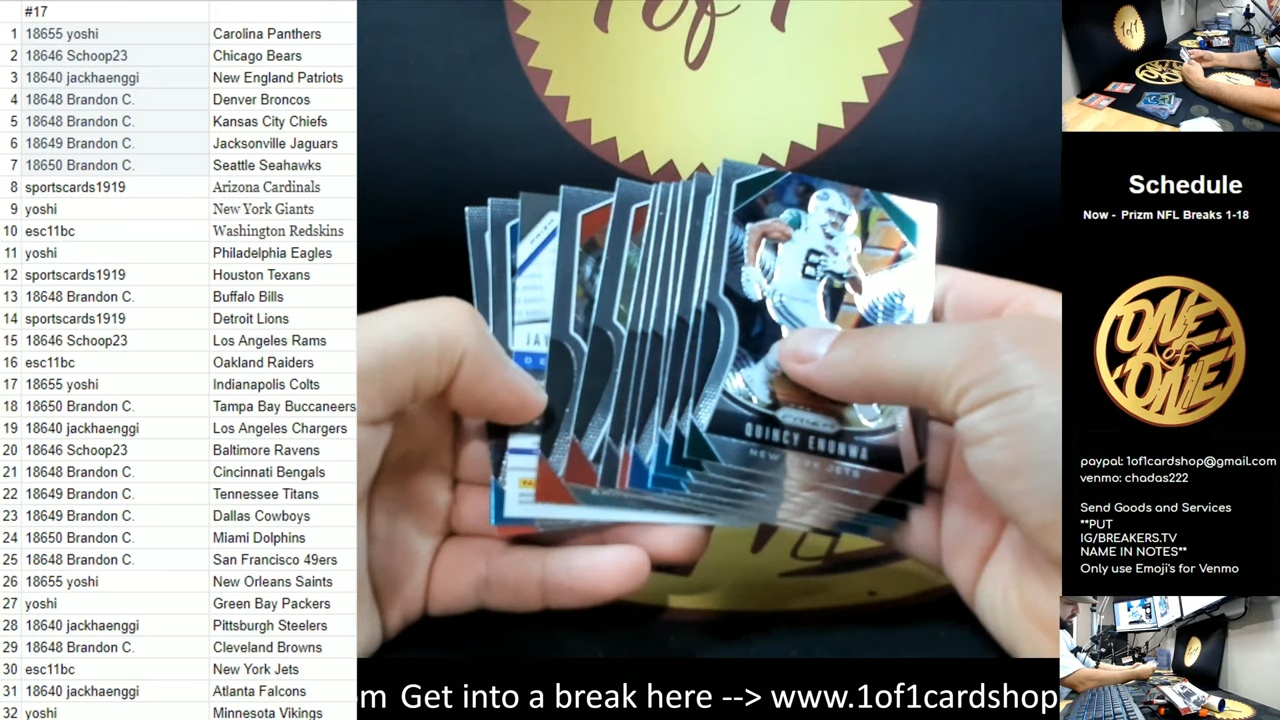 #17
1 18655 yoshi Carolina Panthers
2 18646 Schoop23 Chicago Bears
3 18640 jackhaenggi New England Patriots
4 18648 Brandon C. Denver Broncos
5 18648 Brandon C. Kansas City Chiefs
6 18649 Brandon C. Jacksonville Jaguars
7 18650 Brandon C. Seattle Seahawks
8 sportscards1919 Arizona Cardinals
9 yoshi New York Giants
10 esc11bc Washington Redskins
11 yoshi Philadelphia Eagles
12 sportscards1919 Houston Texans
13 18648 Brandon C. Buffalo Bills
14 sportscards1919 Detroit Lions
15 18646 Schoop23 Los Angeles Rams
16 esc11bc Oakland Raiders
17 18655 yoshi Indianapolis Colts
18 18650 Brandon C. Tampa Bay Buccaneers
19 18640 jackhaenggi Los Angeles Chargers
20 18646 Schoop23 Baltimore Ravens
21 18648 Brandon C. Cincinnati Bengals
22 18649 Brandon C. Tennessee Titans
23 18649 Brandon C. Dallas Cowboys
24 18650 Brandon C. Miami Dolphins
25 18648 Brandon C. San Francisco 49ers
26 18655 yoshi New Orleans Saints
27 yoshi Green Bay Packers
28 18640 jackhaenggi Pittsburgh Steelers
29 18648 Brandon C. Cleveland Browns
30 esc11bc New York Jets
31 18640 jackhaenggi Atlanta Falcons
32 yoshi Minnesota Vikings
1of1
JAY
8
QUINCY ENUNWA
NEW YORK JETS
m Get into a break here --> www.1of1cardshop
Schedule
Now - Prizm NFL Breaks 1-18
ONE
of
ONE
paypal: 1of1cardshop@gmail.com
venmo: chadas222
Send Goods and Services
**PUT
IG/BREAKERS.TV
NAME IN NOTES**
Only use Emoji's for Venmo